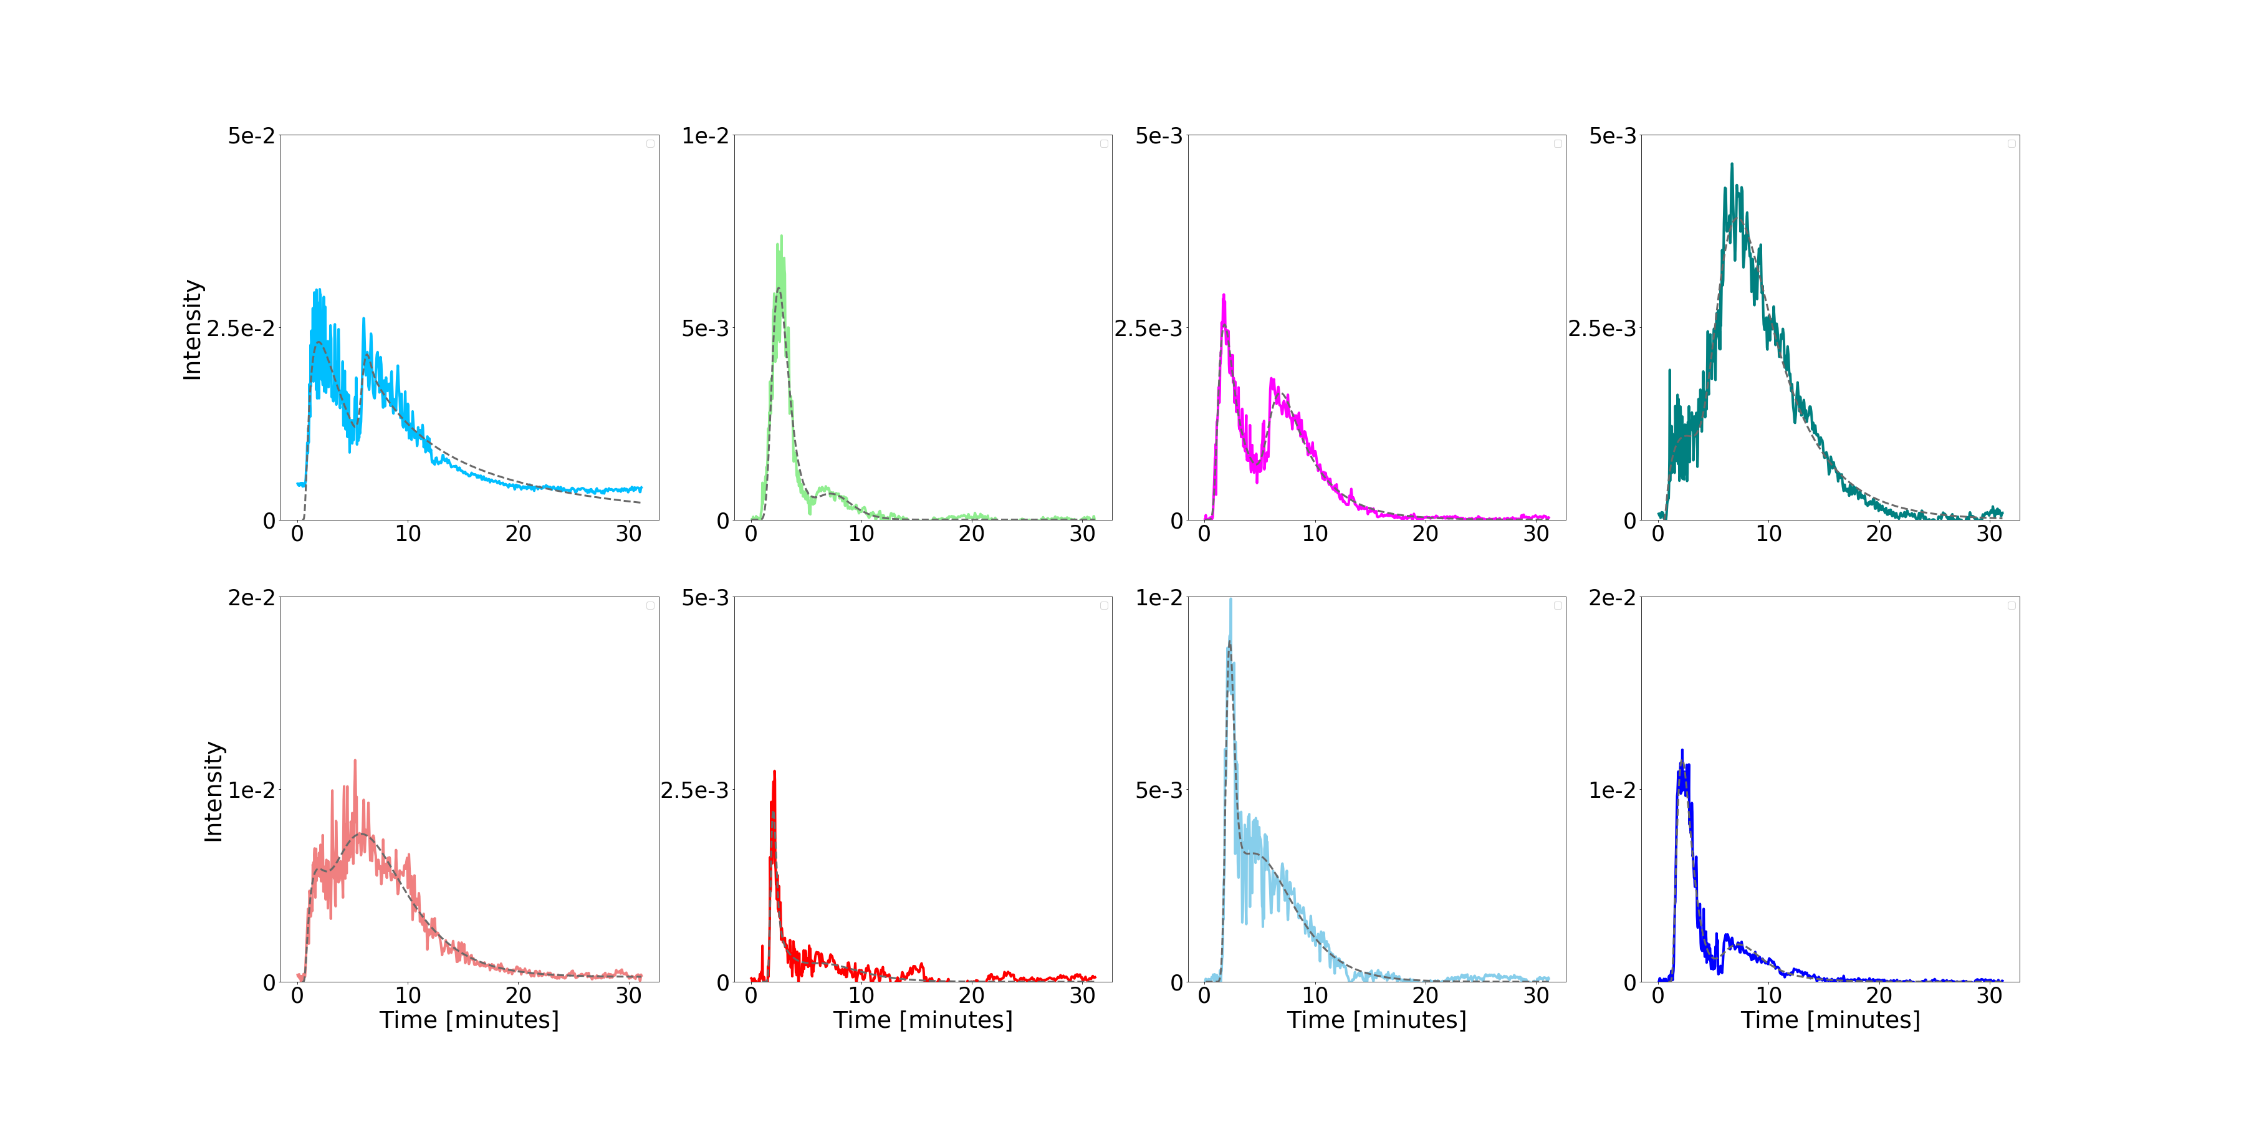 5e-2 1e-2 5e-3 5e-3
Intensity
2.5e-2 5e-3 2.5e-3 2.5e-3
0 0 0 0
0 10 20 30 0 10 20 30 0 10 20 30 0 10 20 30
2e-2 5e-3 1e-2 2e-2
Intensity
1e-2 2.5e-3 5e-3 1e-2
0 0 0 0
0 10 20 30 0 10 20 30 0 10 20 30 0 10 20 30
Time [minutes] Time [minutes] Time [minutes] Time [minutes]